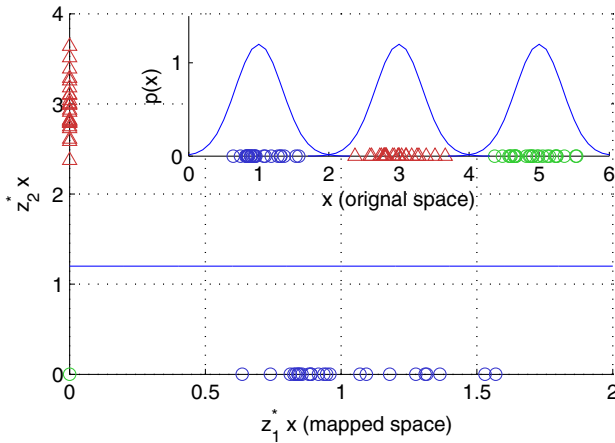 4
3
2
1
0
z*2 x
0 0.5 1 1.5 2
z*1 x (mapped space)
1
0
p(x)
0 1 2 3 4 5 6
x (orignal space)